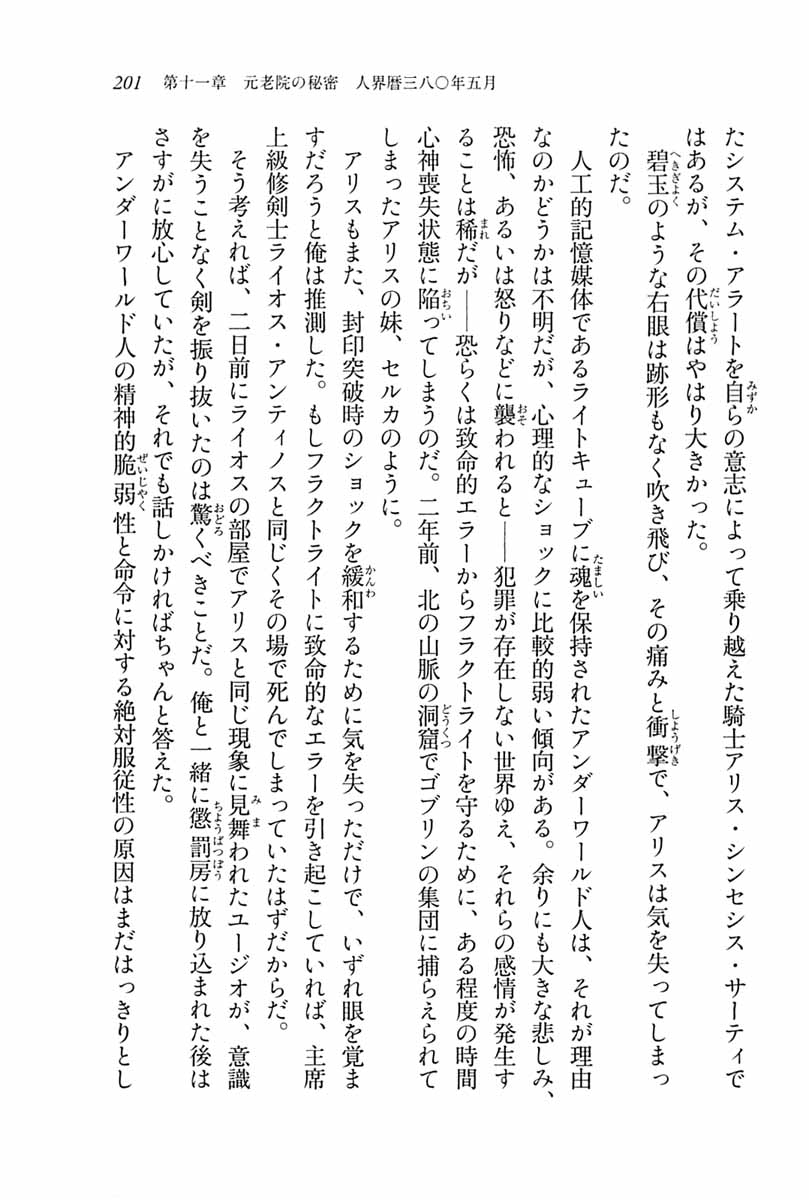 201　第十一章　元老院の秘密　人界暦三八〇年五月
たシステム・アラートを自らの意志によって乗り越えた騎士アリス・シンセシス・サーティで
はあるが、その代償はやはり大きかった。
　碧玉のような右眼は跡形もなく吹き飛び、その痛みと衝撃で、アリスは気を失ってしまっ
たのだ。
　人工的記憶媒体であるライトキューブに魂を保持されたアンダーワールド人は、それが理由
なのかどうかは不明だが、心理的なショックに比較的弱い傾向がある。余りにも大きな悲しみ、
恐怖、あるいは怒りなどに襲われると――犯罪が存在しない世界ゆえ、それらの感情が発生す
ることは稀だが――恐らくは致命的エラーからフラクトライトを守るために、ある程度の時間
心神喪失状態に陥ってしまうのだ。二年前、北の山脈の洞窟でゴブリンの集団に捕らえられて
しまったアリスの妹、セルカのように。
　アリスもまた、封印突破時のショックを緩和するために気を失っただけで、いずれ眼を覚ま
すだろうと俺は推測した。もしフラクトライトに致命的なエラーを引き起こしていれば、主席
上級修剣士ライオス・アンティノスと同じくその場で死んでしまっていたはずだからだ。
　そう考えれば、二日前にライオスの部屋でアリスと同じ現象に見舞われたユージオが、意識
を失うことなく剣を振り抜いたのは驚くべきことだ。俺と一緒に懲罰房に放り込まれた後は
さすがに放心していたが、それでも話しかければちゃんと答えた。
　アンダーワールド人の精神的脆弱性と命令に対する絶対服従性の原因はまだはっきりとし